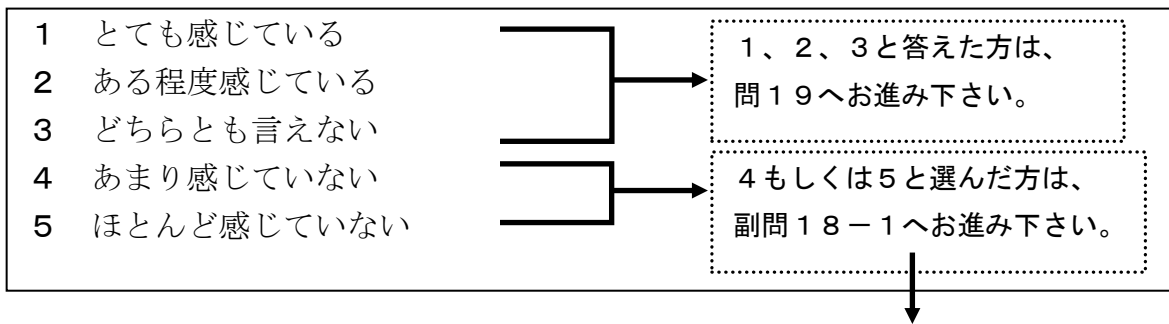 1 とても感じている
2 ある程度感じている
3 どちらとも言えない
4 あまり感じていない
5 ほとんど感じていない
１、２、３と答えた方は、
問１９へお進み下さい。
４もしくは５と選んだ方は、
副問１８－１へお進み下さい。